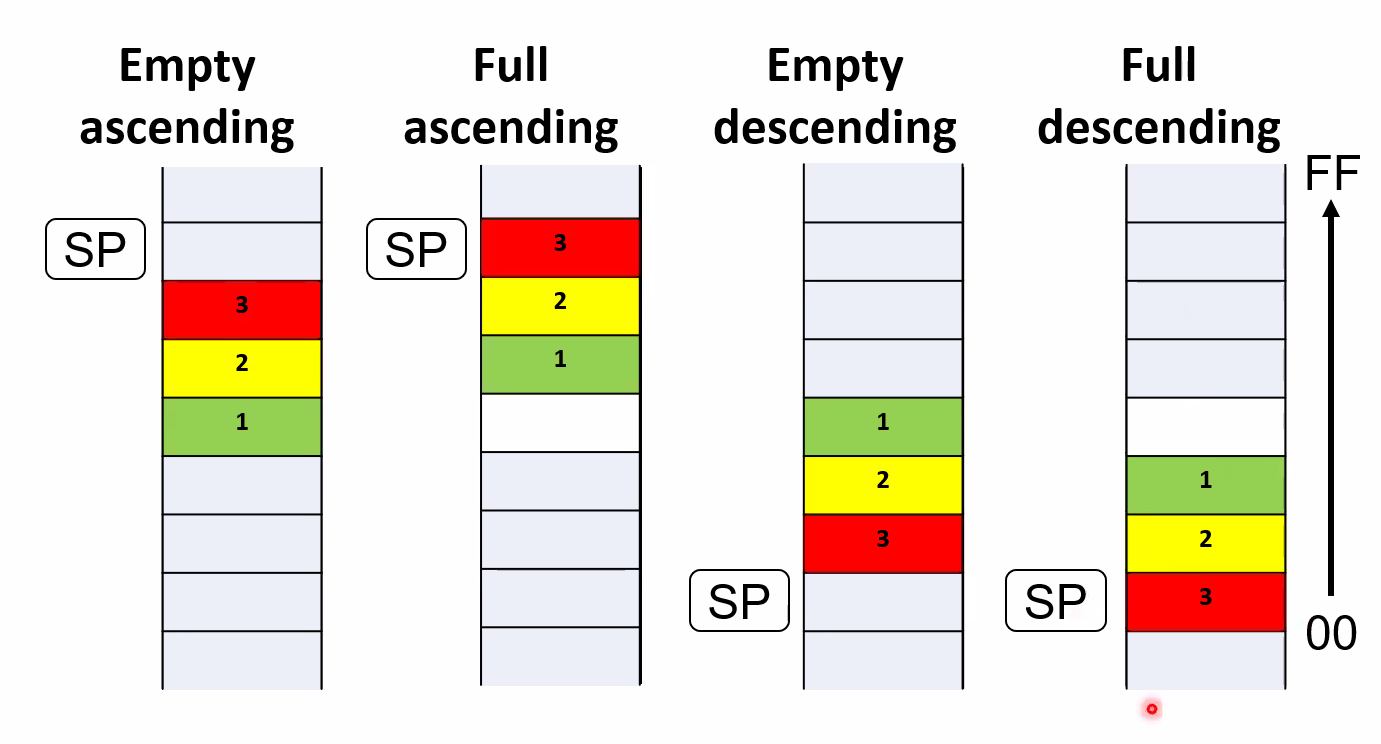 Empty
ascending
Full
ascending
Empty
descending
Full
descending
FF
SP
3
2
1
SP
3
2
1
1
2
3
SP
1
2
3
SP
00